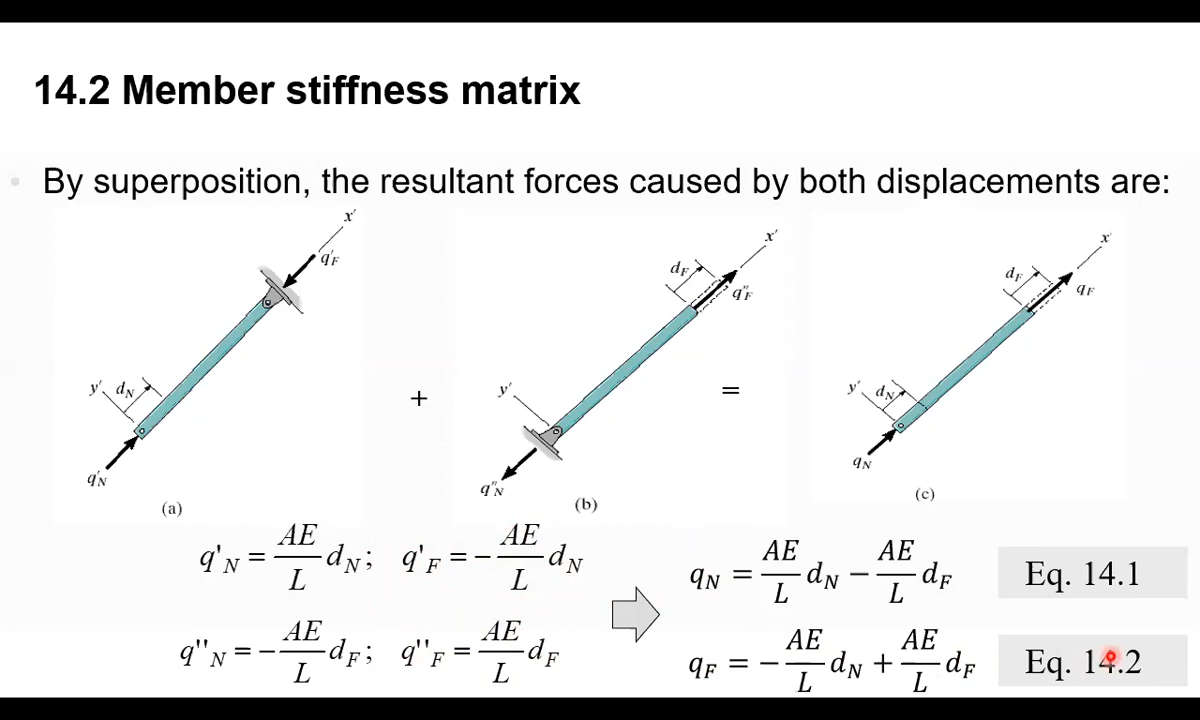 14.2 Member stiffness matrix
• By superposition, the resultant forces caused by both displacements are:
x'
q'F
y' dN
q'N
(a)
+
x'
dF
q''F
y'
q''N
(b)
=
x'
dF
qF
y' dN
qN
(c)
q'N = AE/L dN; q'F = −AE/L dN
q''N = −AE/L dF; q''F = AE/L dF
qN = AE/L dN − AE/L dF
Eq. 14.1
qF = −AE/L dN + AE/L dF
Eq. 14.2